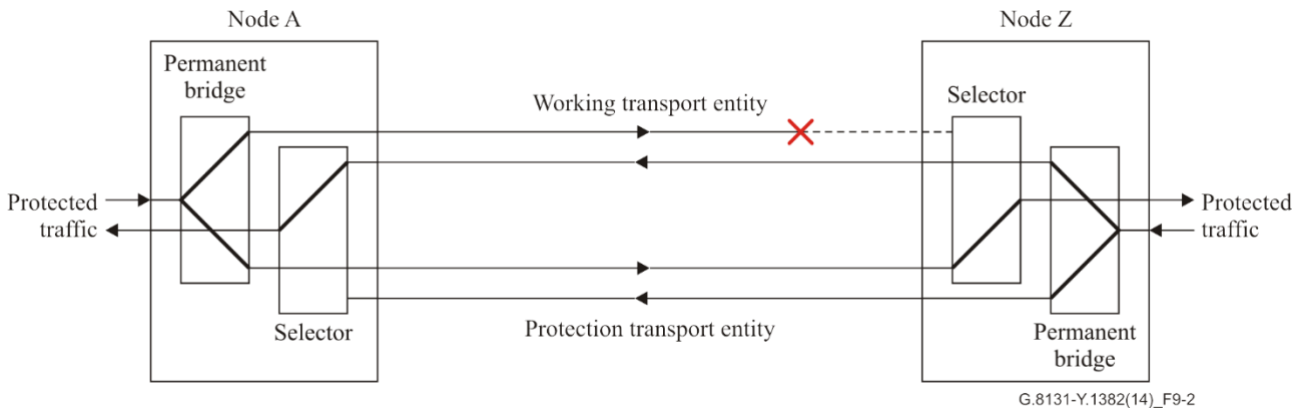 Node A
Node Z
Permanent
bridge
Working transport entity
Selector
Protected
traffic
Protected
traffic
Selector
Protection transport entity
Permanent
bridge
G.8131-Y.1382(14)_F9-2